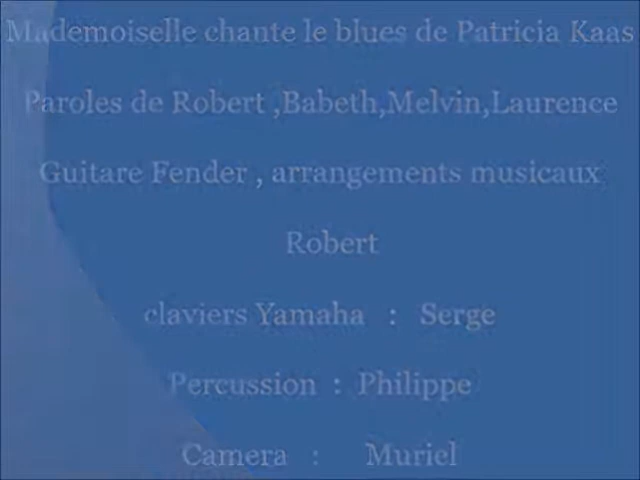 Mademoiselle chante le blues de Patricia Kaas
Paroles de Robert ,Babeth,Melvin,Laurence
Guitare Fender , arrangements musicaux
Robert
claviers Yamaha : Serge
Percussion : Philippe
Camera : Muriel